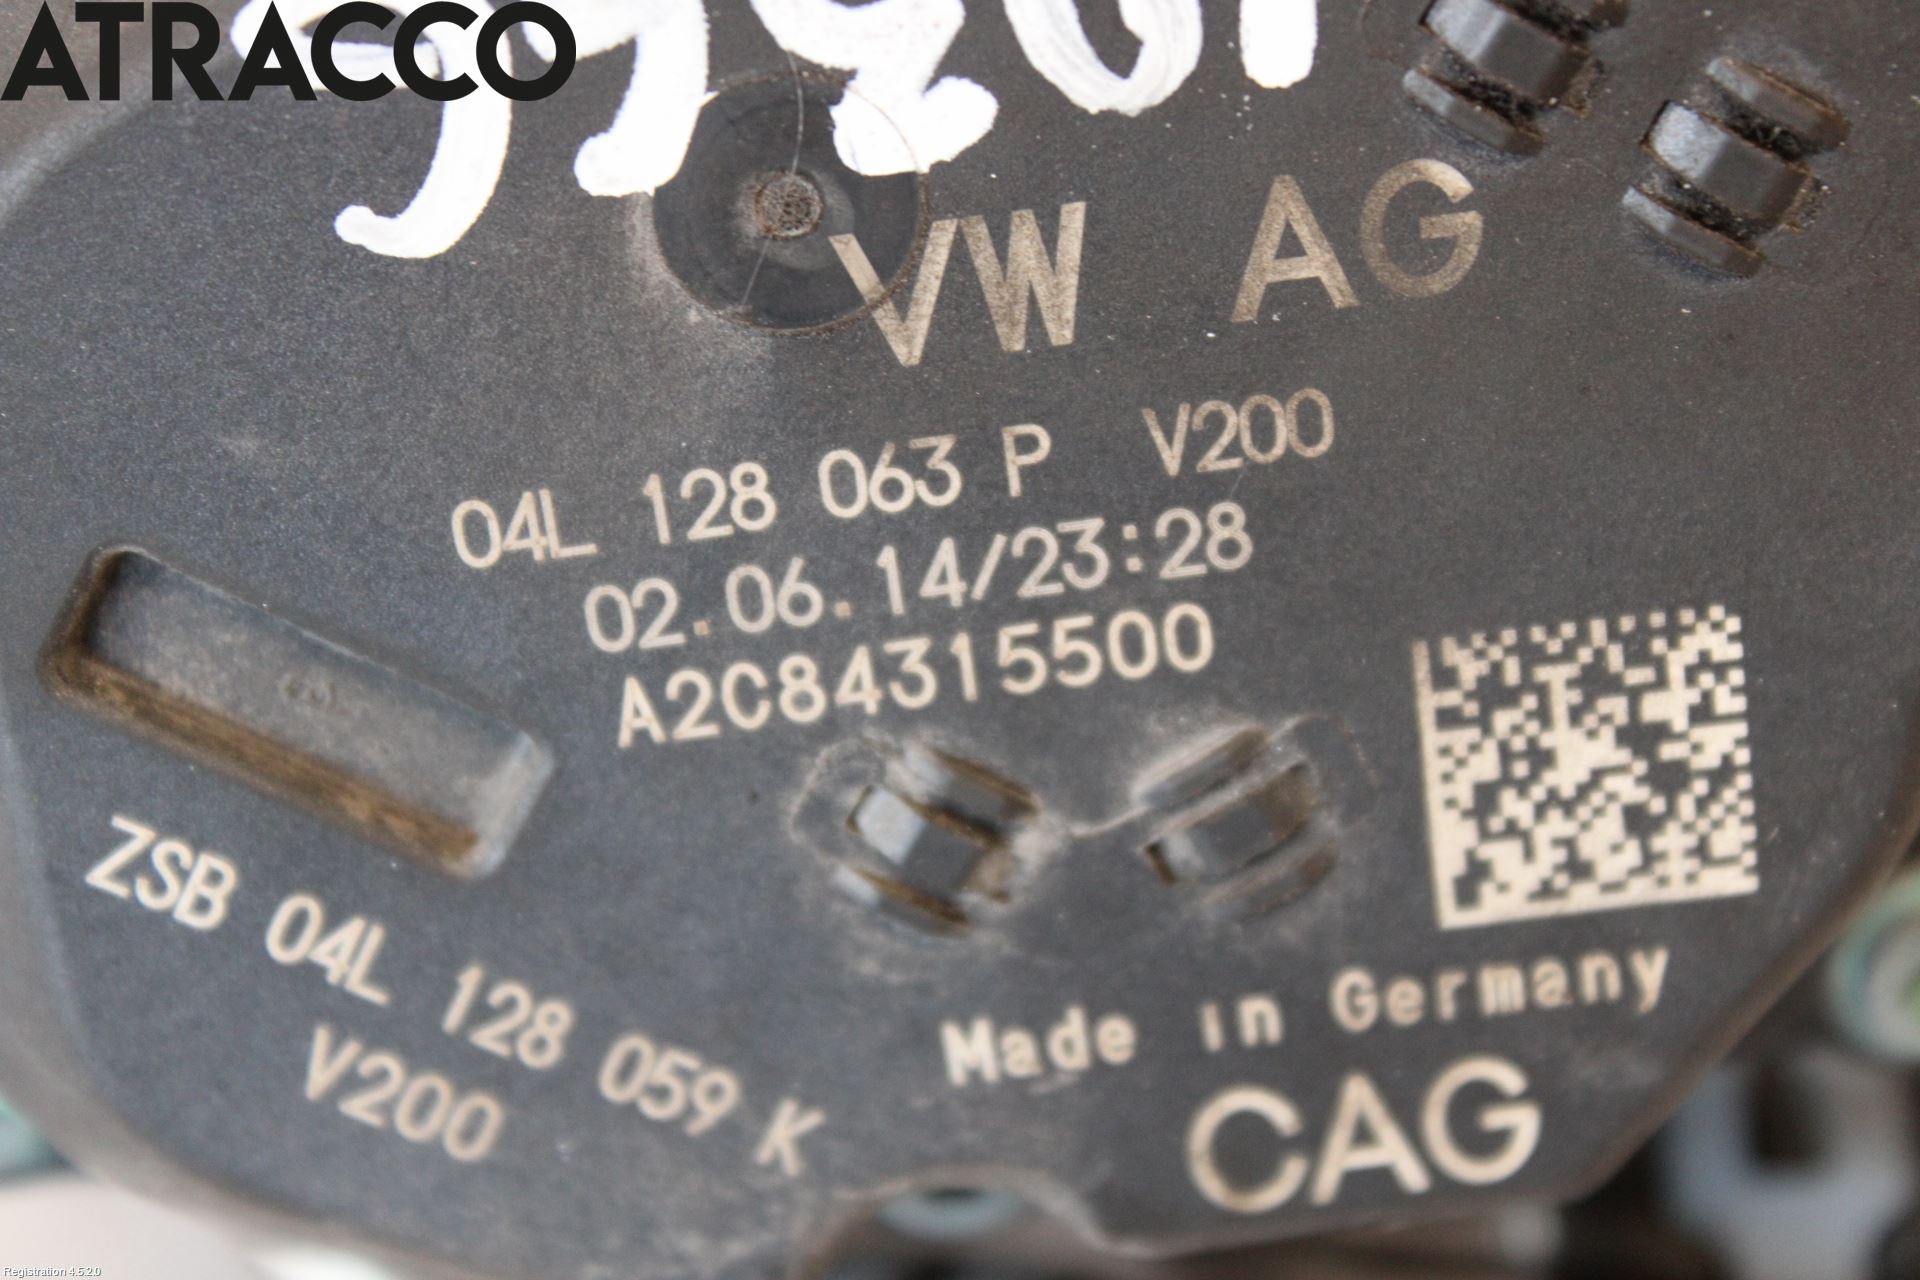 ATRACCO
VW AG
04L 128 063 P V200
02.06.14/23:28
A2C84315500
ZSB 04L 128 059 K
V200
Made in Germany
CAG
Registration 4.5.2.0